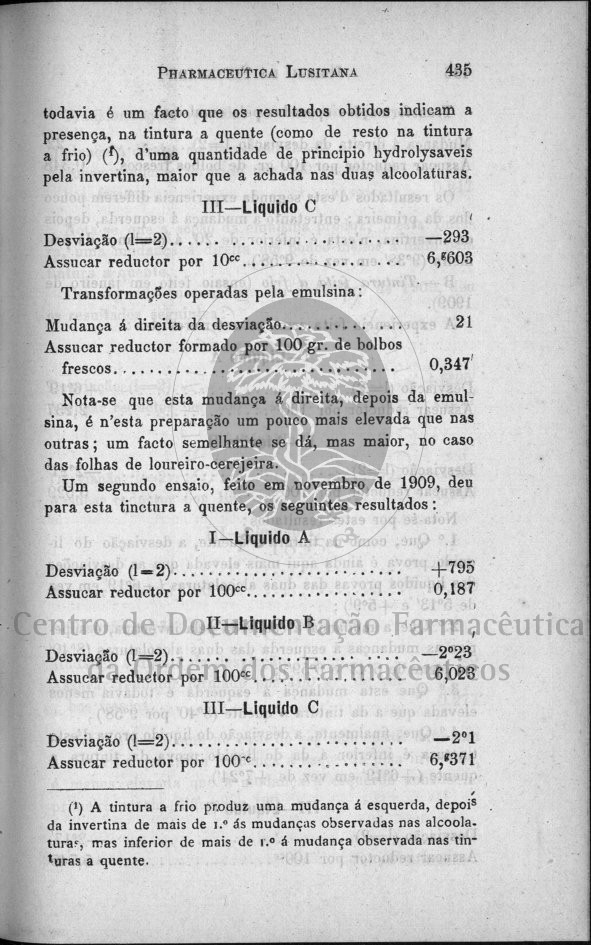 PHARMACEUTICA LUSITANA 435
todavia é um facto que os resultados obtidos indicam a
presença, na tintura a quente (como de resto na tintura
a frio) (¹), d'uma quantidade de principio hydrolysaveis
pela invertina, maior que a achada nas duas alcoolaturas.
III—Liquido C
Desviação (l=2)........................ —293
Assucar reductor por 10cc................ 6,g603
Transformações operadas pela emulsina:
Mudança á direita da desviação............ 21
Assucar reductor formado por 100 gr. de bolbos
frescos.............................. 0,347
Nota-se que esta mudança á direita, depois da emul-
sina, é n'esta preparação um pouco mais elevada que nas
outras; um facto semelhante se dá, mas maior, no caso
das folhas de loureiro-cerejeira.
Um segundo ensaio, feito em novembro de 1909, deu
para esta tinctura a quente, os seguintes resultados:
I—Liquido A
Desviação (l=2)........................ +795
Assucar reductor por 100cc................ 0,187
II—Liquido B
Centro de Documentação Farmacêutica
Desviação (l=2)........................ —2º23
da Ordem dos Farmacêuticos
Assucar reductor por 100cc................ 6,023
III—Liquido C
Desviação (l=2)........................ —2º1
Assucar reductor por 100cc................ 6,g371
(¹) A tintura a frio produz uma mudança á esquerda, depois
da invertina de mais de 1.º ás mudanças observadas nas alcoola-
turas, mas inferior de mais de 1.º á mudança observada nas tin-
turas a quente.